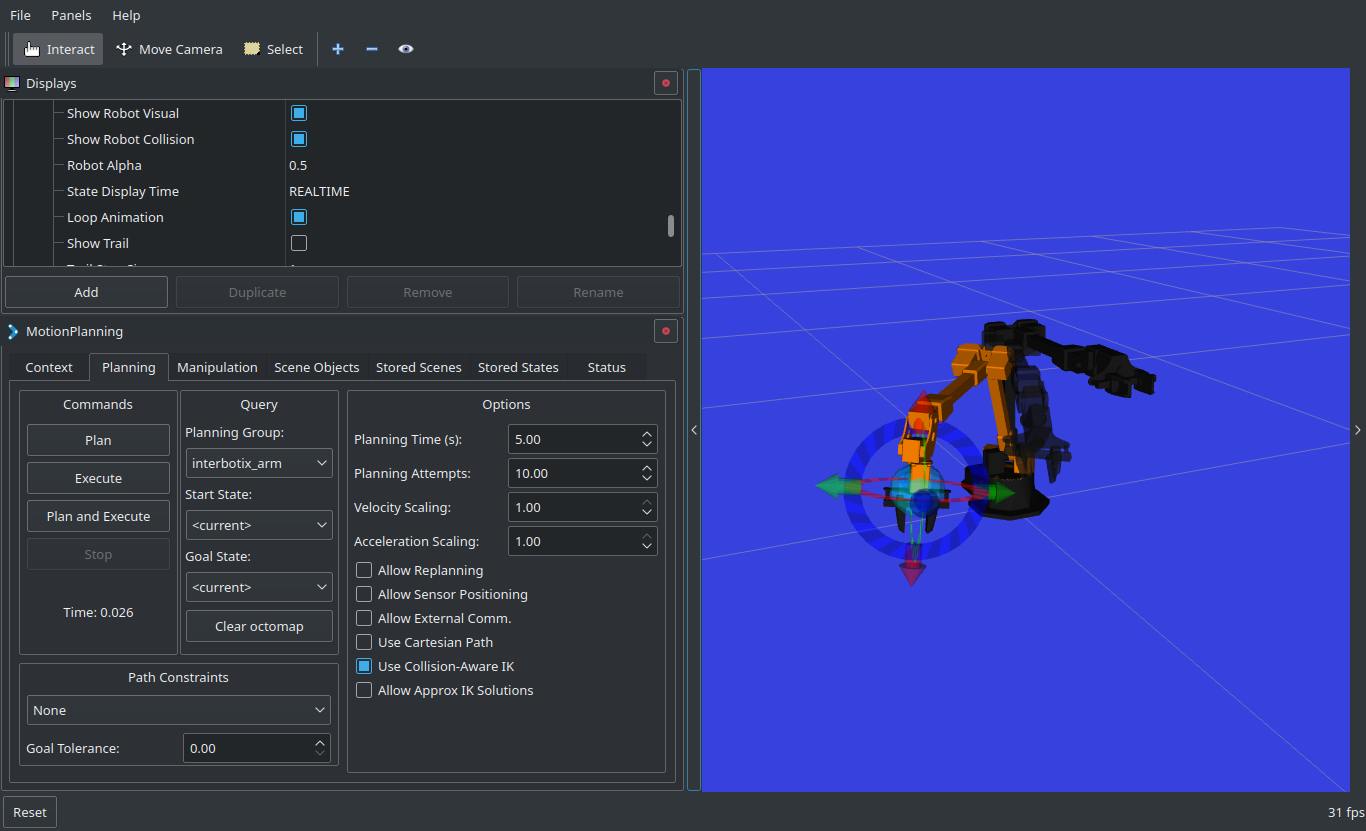 File Panels Help
Interact Move Camera Select
Displays
Show Robot Visual
Show Robot Collision
Robot Alpha 0.5
State Display Time REALTIME
Loop Animation
Show Trail
Add Duplicate Remove Rename
MotionPlanning
Context Planning Manipulation Scene Objects Stored Scenes Stored States Status
Commands
Plan
Execute
Plan and Execute
Stop
Time: 0.026
Query
Planning Group:
interbotix_arm
Start State:
<current>
Goal State:
<current>
Clear octomap
Path Constraints
None
Goal Tolerance: 0.00
Options
Planning Time (s): 5.00
Planning Attempts: 10.00
Velocity Scaling: 1.00
Acceleration Scaling: 1.00
Allow Replanning
Allow Sensor Positioning
Allow External Comm.
Use Cartesian Path
Use Collision-Aware IK
Allow Approx IK Solutions
Reset
31 fps